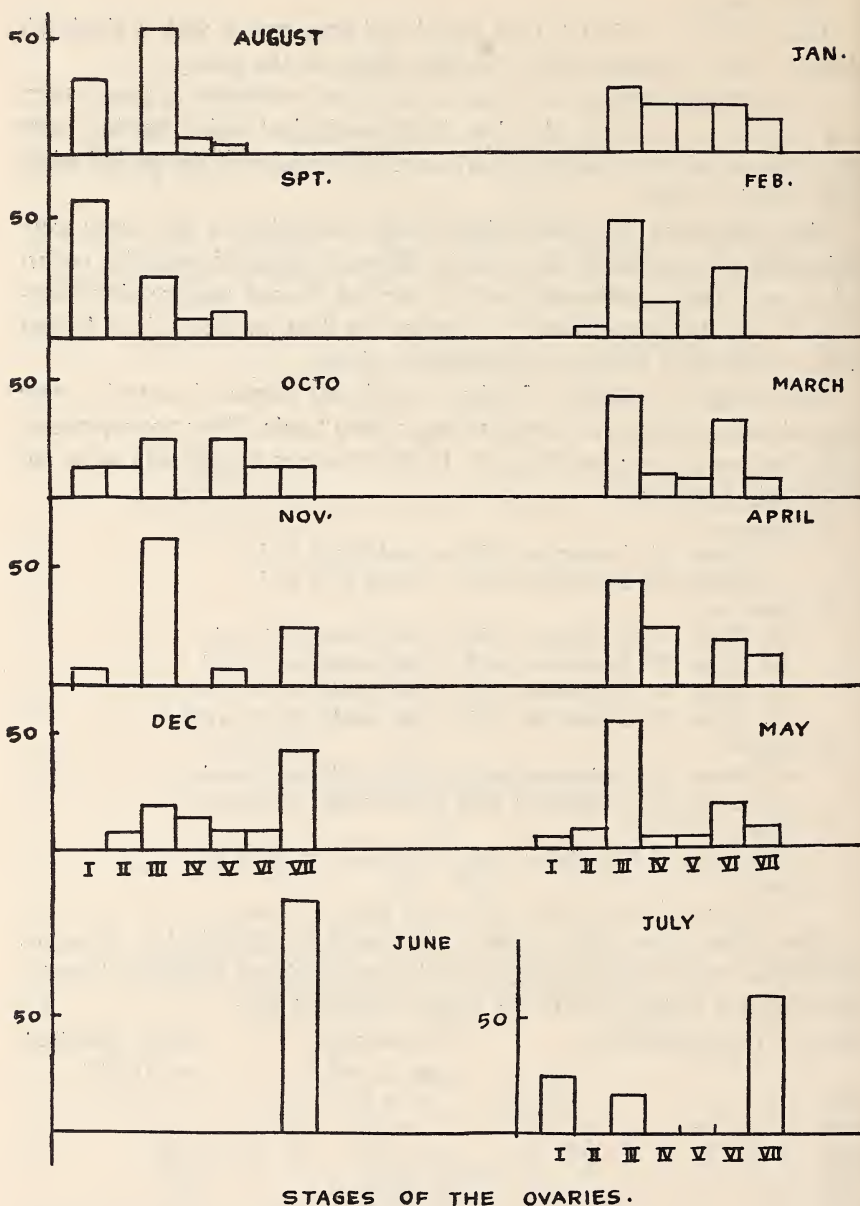 50 AUGUST JAN.
50 SPT. FEB.
50 OCTO MARCH
50 NOV. APRIL
50 DEC MAY
I II III IV V VI VII I II III IV V VI VII
JUNE JULY
50 50
I II III IV V VI VII
STAGES OF THE OVARIES.